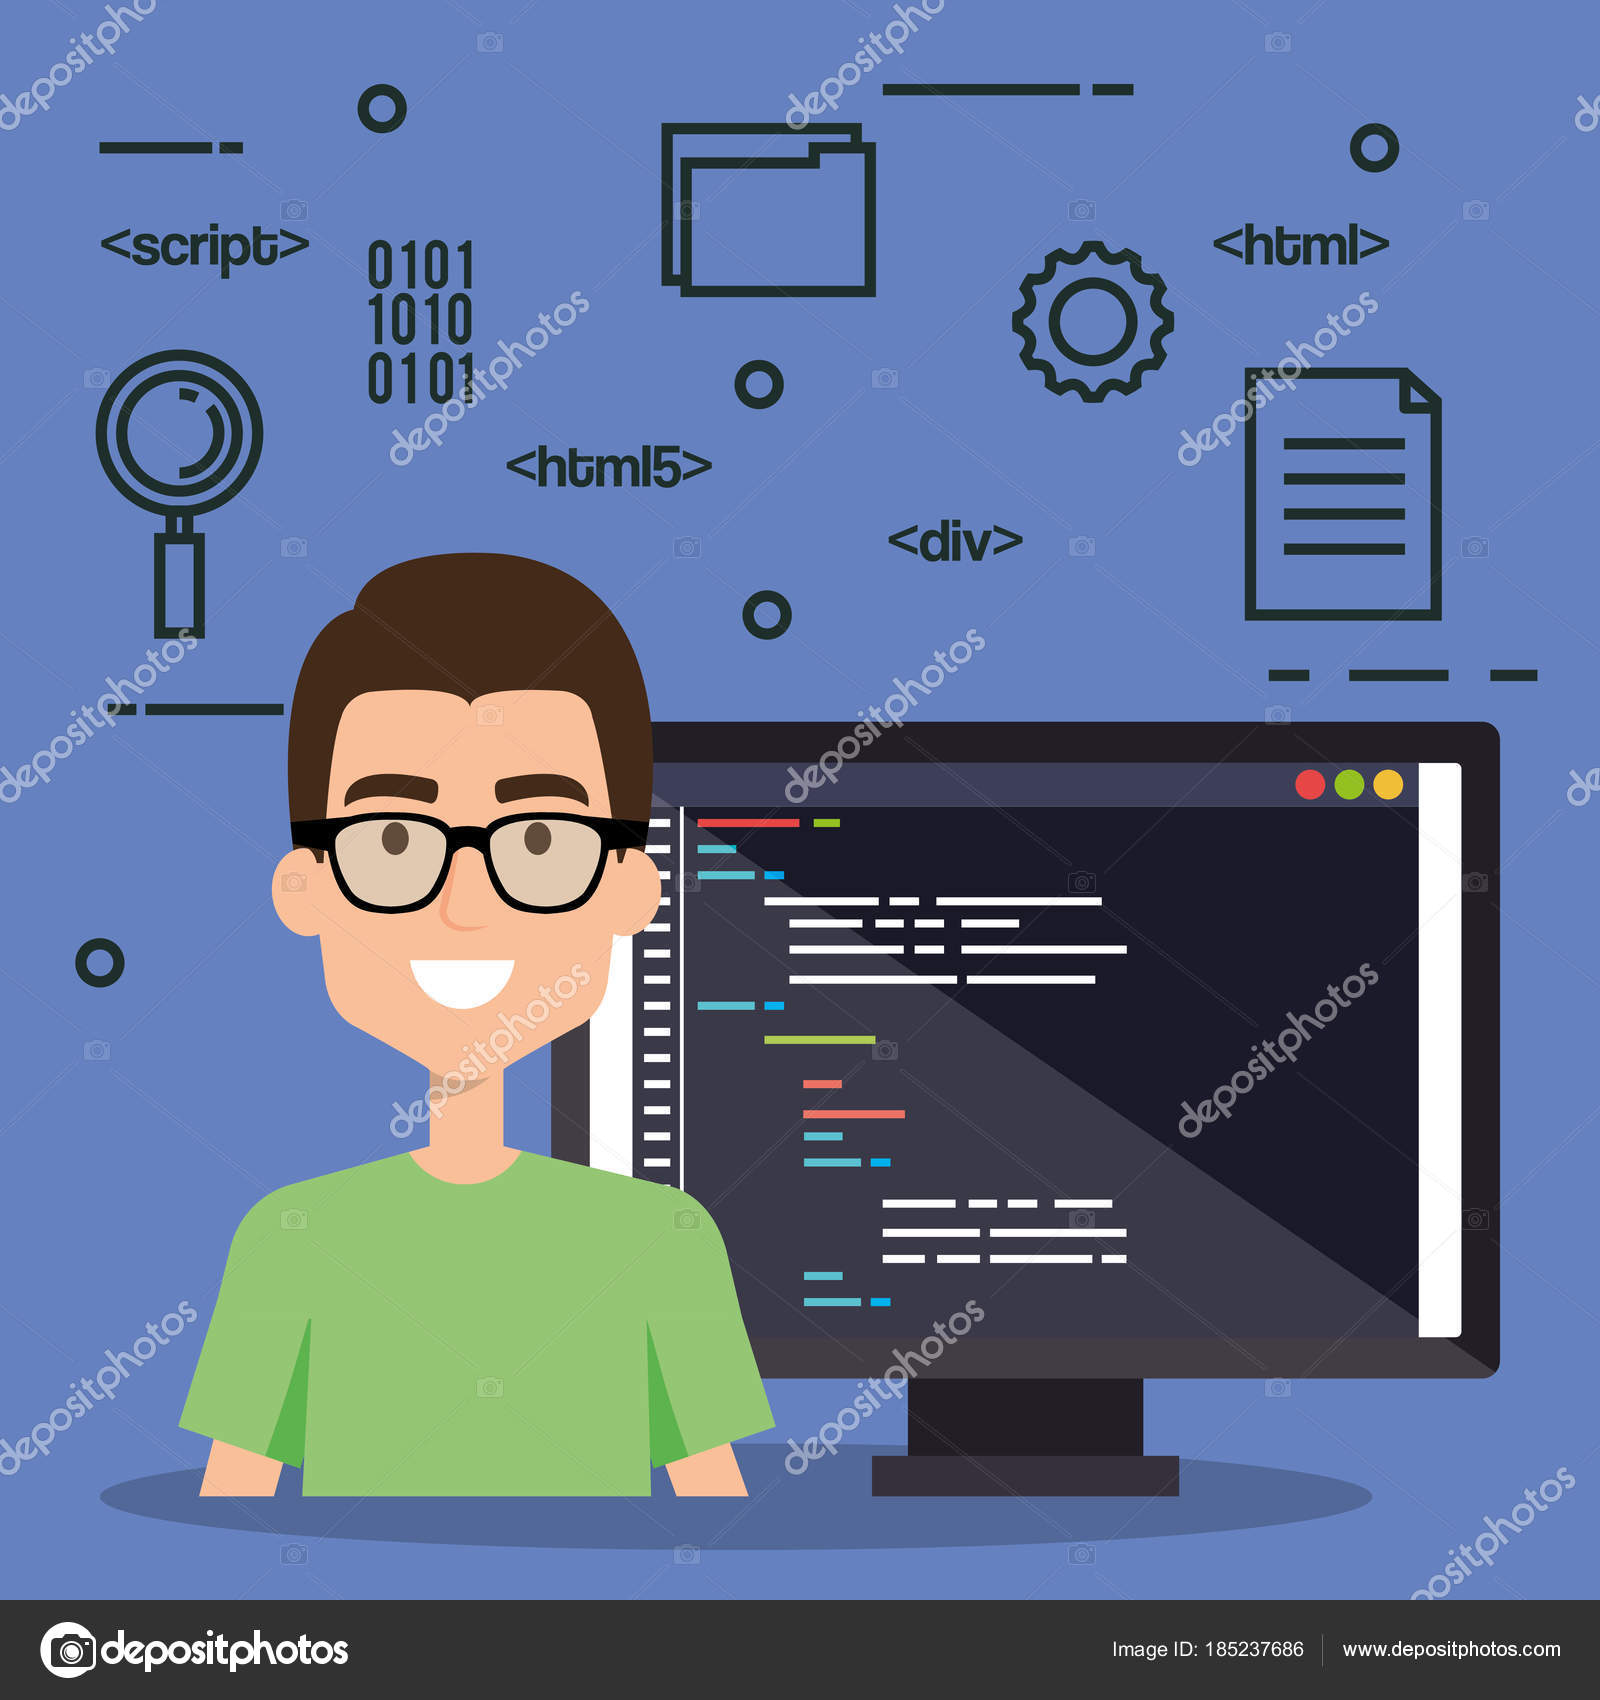 <script>
<html>
0101
1010
0101
<html5>
<div>
depositphotos
Image ID: 185237686
www.depositphotos.com